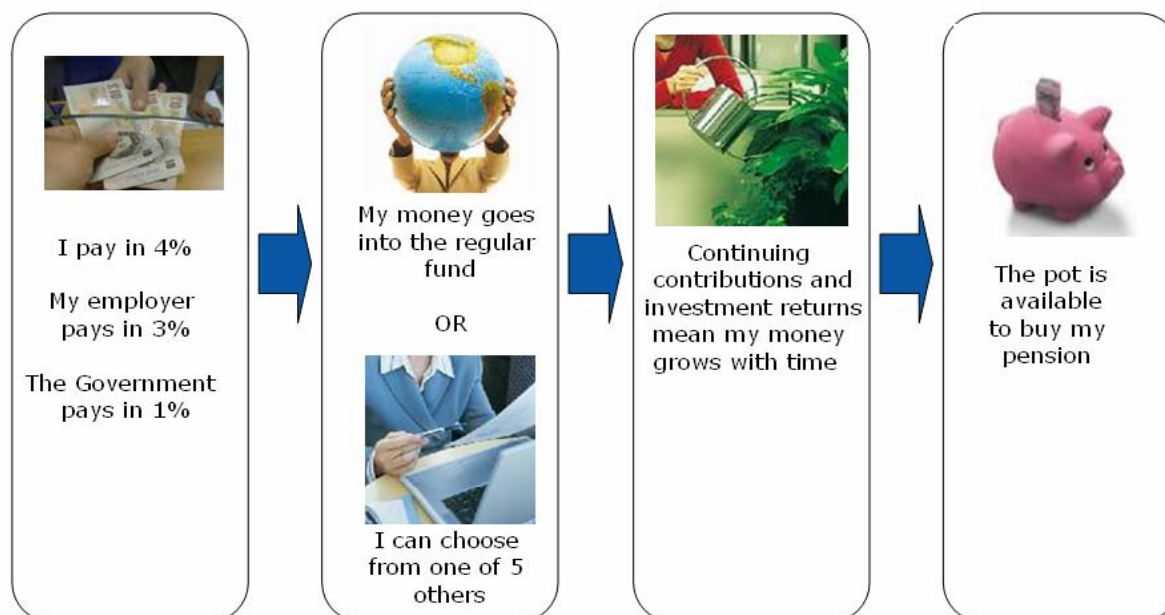 I pay in 4%
My employer
pays in 3%
The Government
pays in 1%
My money goes
into the regular
fund
OR
I can choose
from one of 5
others
Continuing
contributions and
investment returns
mean my money
grows with time
The pot is
available
to buy my
pension